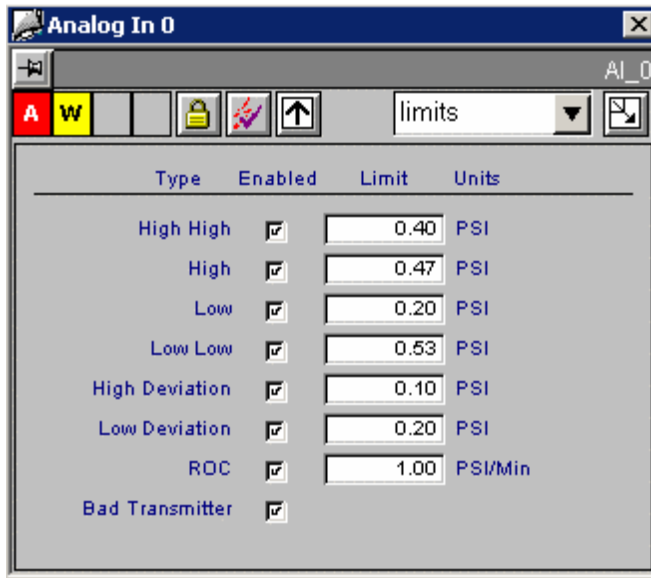 Analog In 0
AI_0
A W limits
Type Enabled Limit Units
High High 0.40 PSI
High 0.47 PSI
Low 0.20 PSI
Low Low 0.53 PSI
High Deviation 0.10 PSI
Low Deviation 0.20 PSI
ROC 1.00 PSI/Min
Bad Transmitter